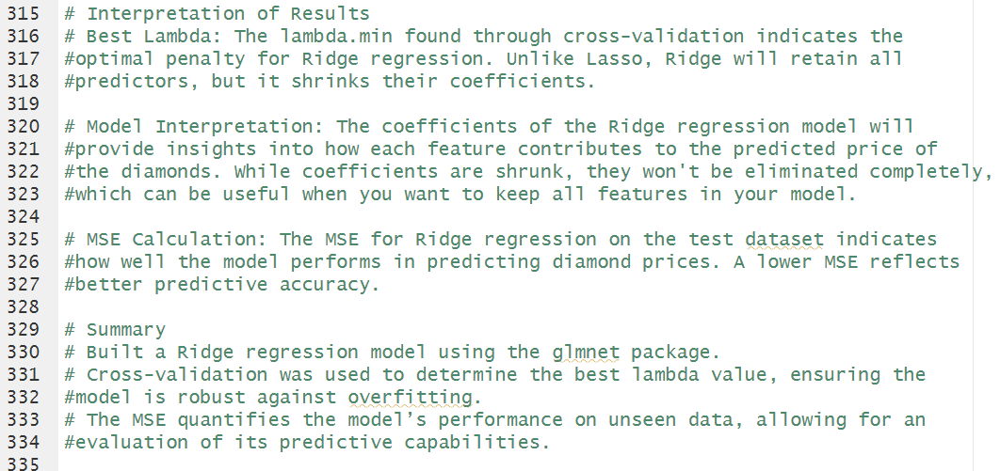 315 # Interpretation of Results
316 # Best Lambda: The lambda.min found through cross-validation indicates the
317 #optimal penalty for Ridge regression. Unlike Lasso, Ridge will retain all
318 #predictors, but it shrinks their coefficients.
319
320 # Model Interpretation: The coefficients of the Ridge regression model will
321 #provide insights into how each feature contributes to the predicted price of
322 #the diamonds. While coefficients are shrunk, they won't be eliminated completely,
323 #which can be useful when you want to keep all features in your model.
324
325 # MSE Calculation: The MSE for Ridge regression on the test dataset indicates
326 #how well the model performs in predicting diamond prices. A lower MSE reflects
327 #better predictive accuracy.
328
329 # Summary
330 # Built a Ridge regression model using the glmnet package.
331 # Cross-validation was used to determine the best lambda value, ensuring the
332 #model is robust against overfitting.
333 # The MSE quantifies the model’s performance on unseen data, allowing for an
334 #evaluation of its predictive capabilities.
335